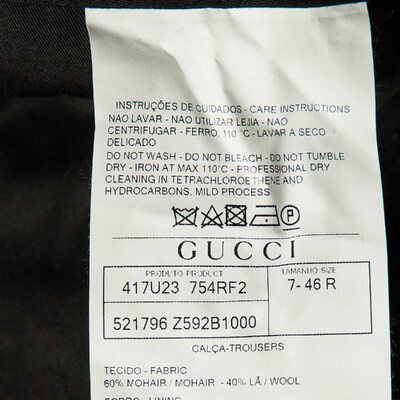 INSTRUÇÕES DE CUIDADOS - CARE INSTRUCTIONS
NAO LAVAR - NAO UTILIZAR LEJIA - NAO
CENTRIFUGAR - FERRO: 110 °C - LAVAR A SECO
DELICADO
DO NOT WASH - DO NOT BLEACH - DO NOT TUMBLE
DRY - IRON AT MAX 110°C - PROFESSIONAL DRY
CLEANING IN TETRACHLOROETHENE AND
HYDROCARBONS, MILD PROCESS
P
GUCCI
PRODUTO PRODUCT
TAMANHO SIZE
417U23 754RF2
7- 46 R
521796 Z592B1000
CALÇA-TROUSERS
TECIDO - FABRIC
60% MOHAIR / MOHAIR - 40% LÃ / WOOL
FORRO - LINING